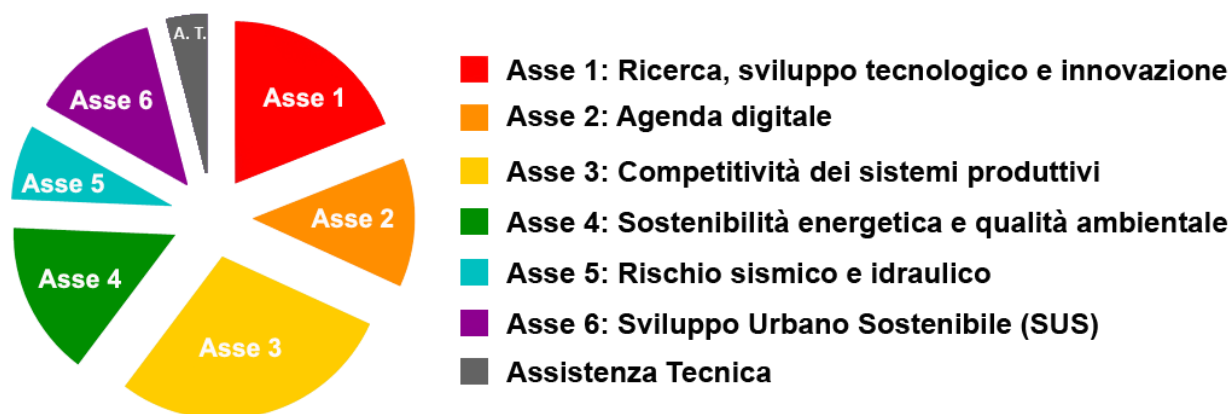 A. T.
Asse 1
Asse 6
Asse 5
Asse 2
Asse 4
Asse 3
Asse 1: Ricerca, sviluppo tecnologico e innovazione
Asse 2: Agenda digitale
Asse 3: Competitività dei sistemi produttivi
Asse 4: Sostenibilità energetica e qualità ambientale
Asse 5: Rischio sismico e idraulico
Asse 6: Sviluppo Urbano Sostenibile (SUS)
Assistenza Tecnica